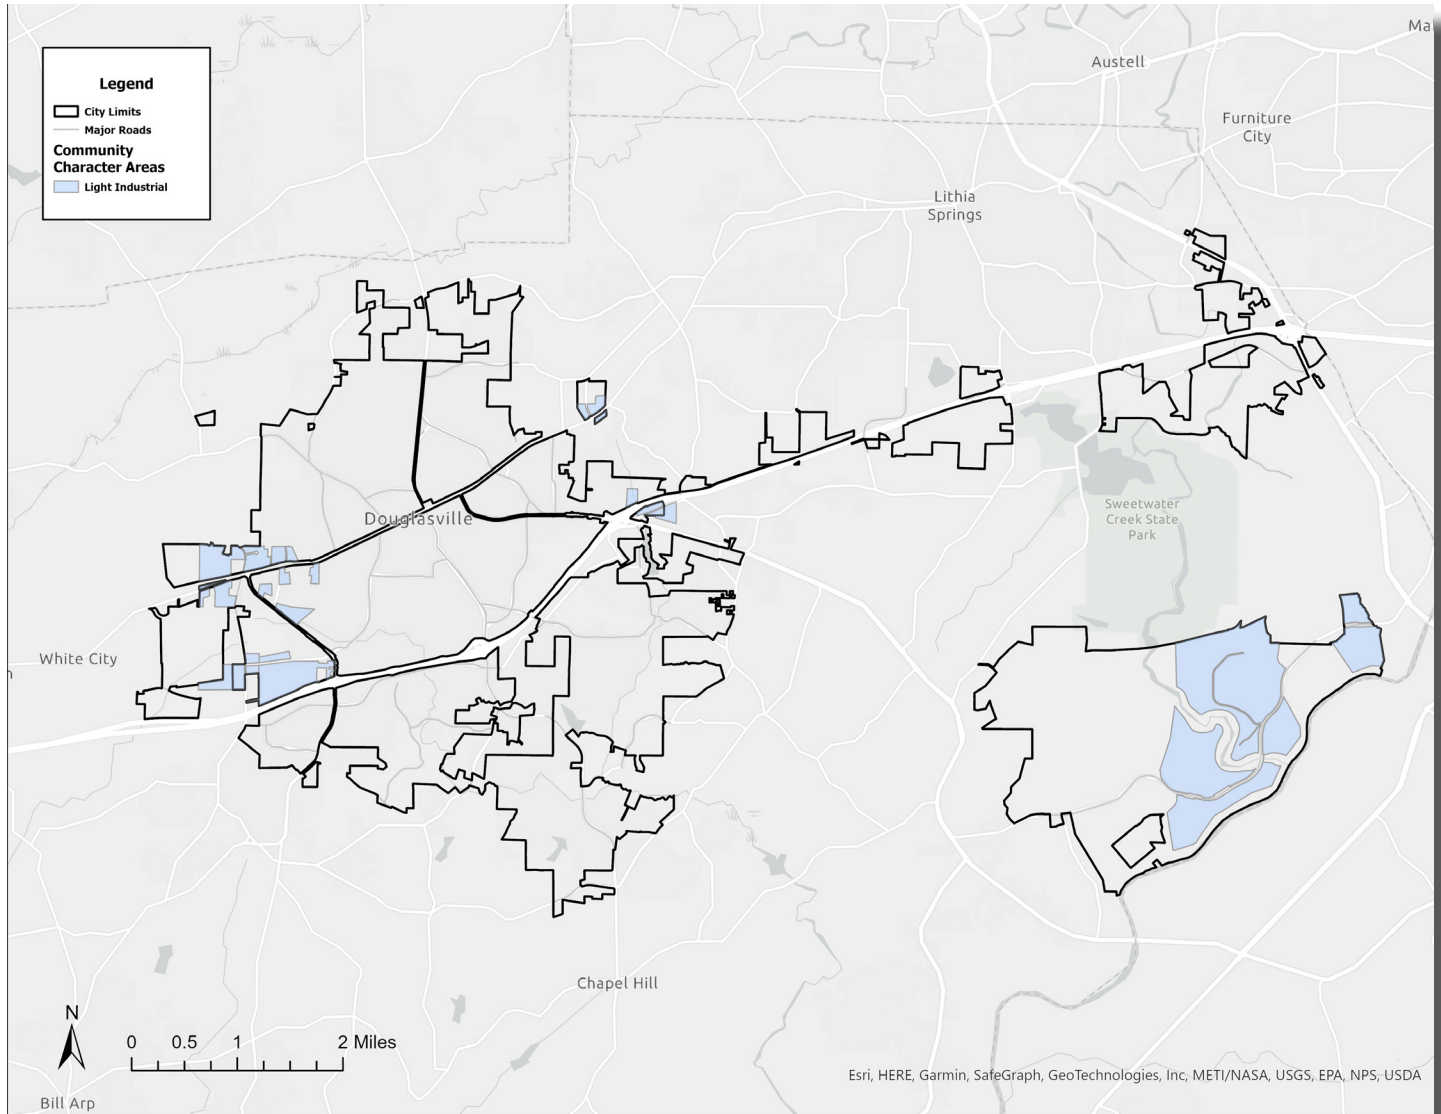 Ma
Austell
Legend
City Limits
Major Roads
Community
Character Areas
Light Industrial
Furniture
City
Lithia
Springs
Douglasville
Sweetwater
Creek State
Park
White City
n
Chapel Hill
N
0 0.5 1 2 Miles
Esri, HERE, Garmin, SafeGraph, GeoTechnologies, Inc, METI/NASA, USGS, EPA, NPS, USDA
Bill Arp